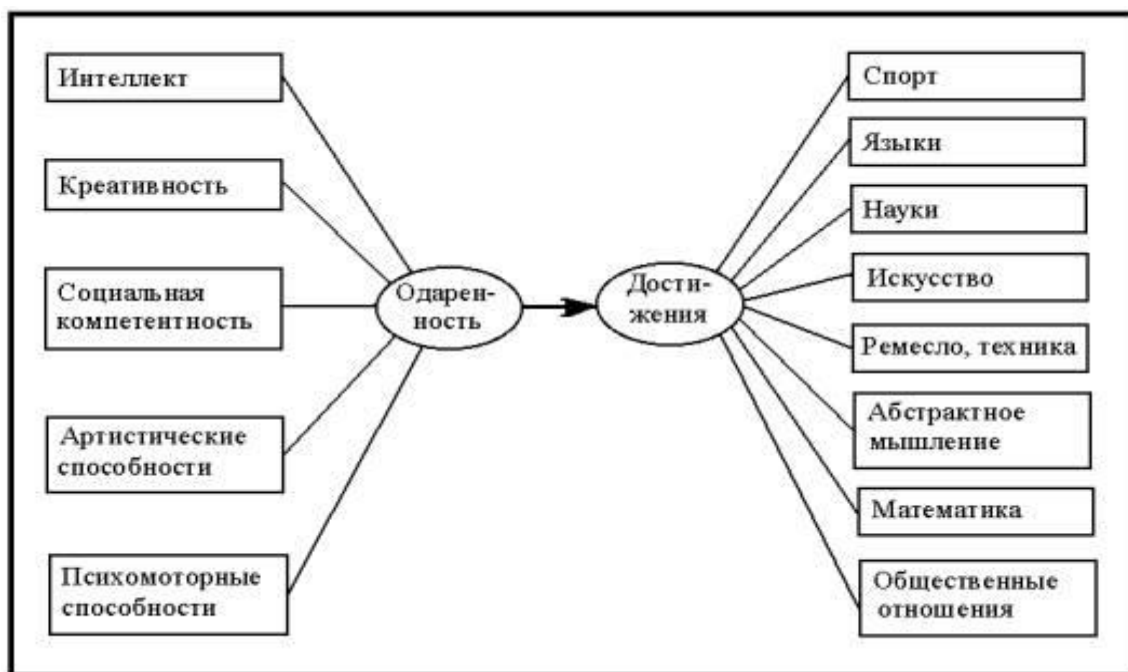 Интеллект
Креативность
Социальная
компетентность
Артистические
способности
Психомоторные
способности
Одарен-
ность
Дости-
жения
Спорт
Языки
Науки
Искусство
Ремесло, техника
Абстрактное
мышление
Математика
Общественные
отношения